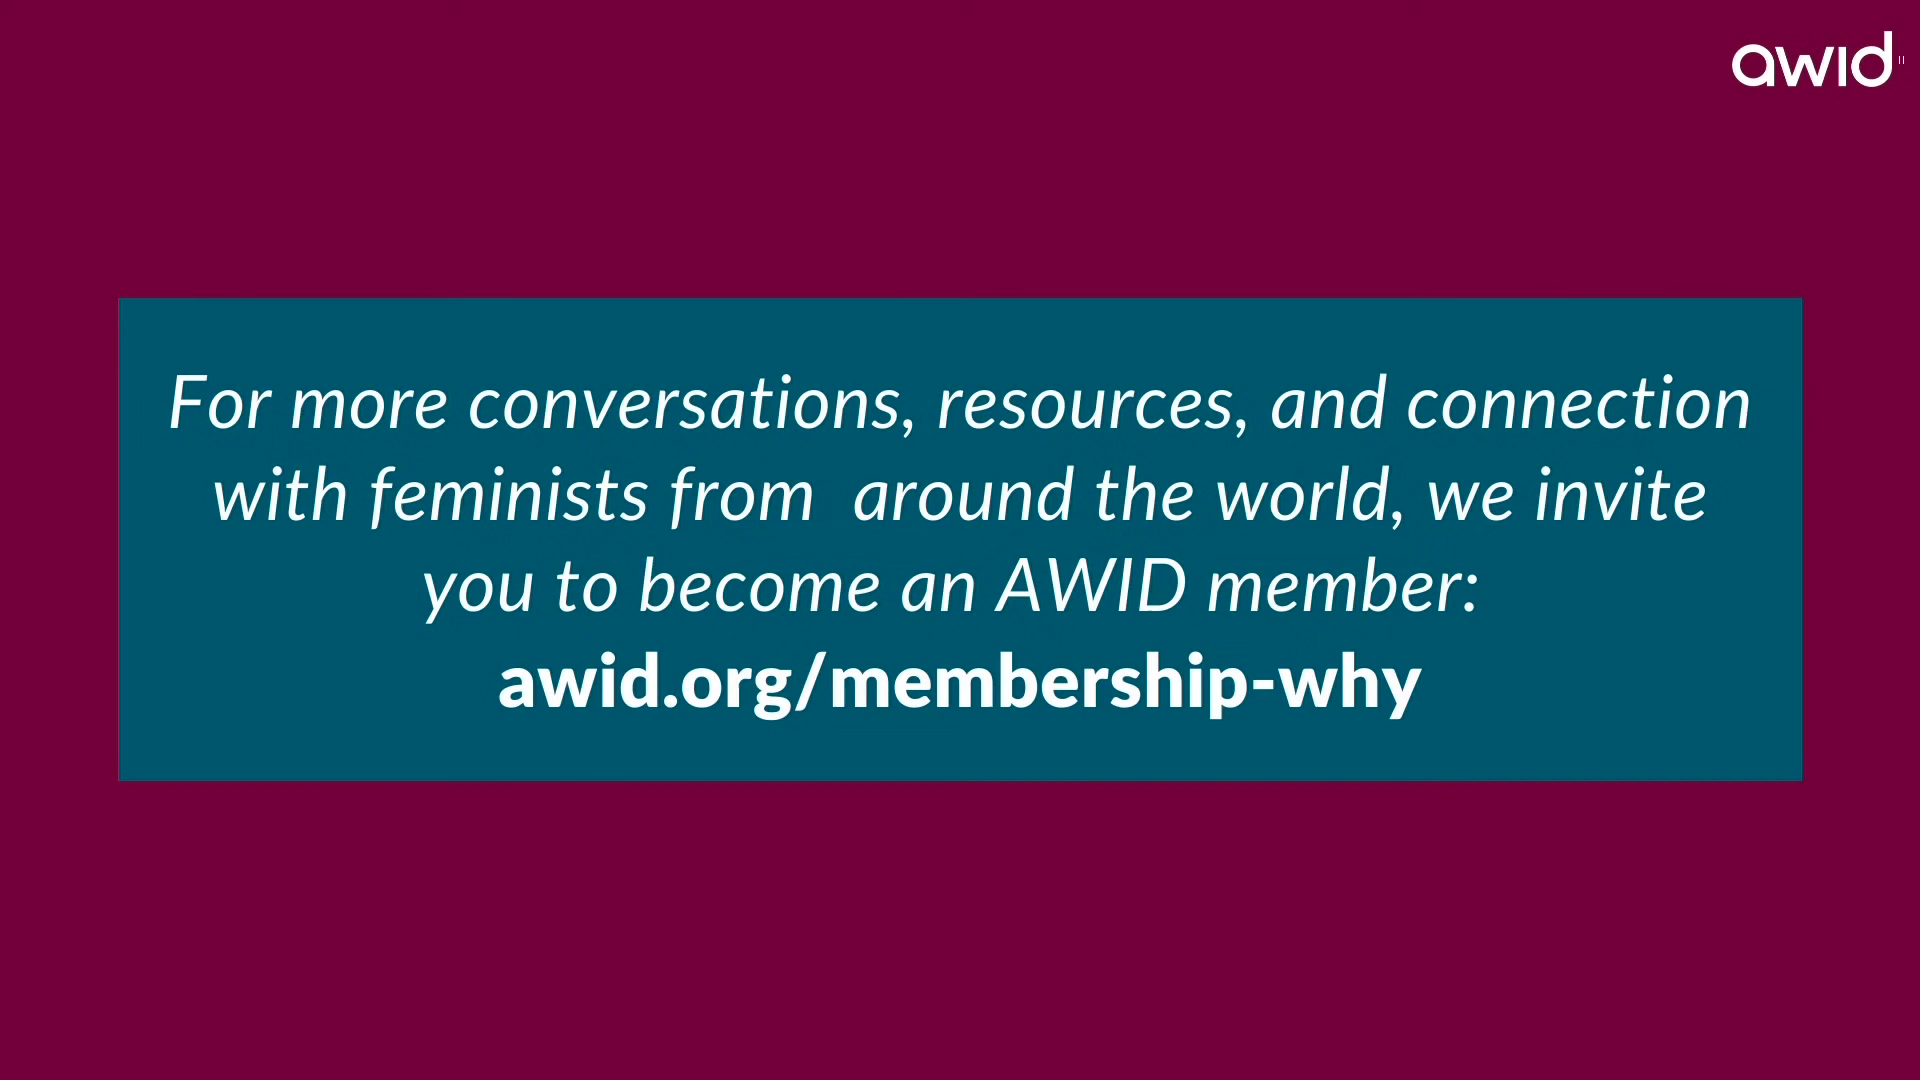 awid
For more conversations, resources, and connection
with feminists from  around the world, we invite
you to become an AWID member:
awid.org/membership-why